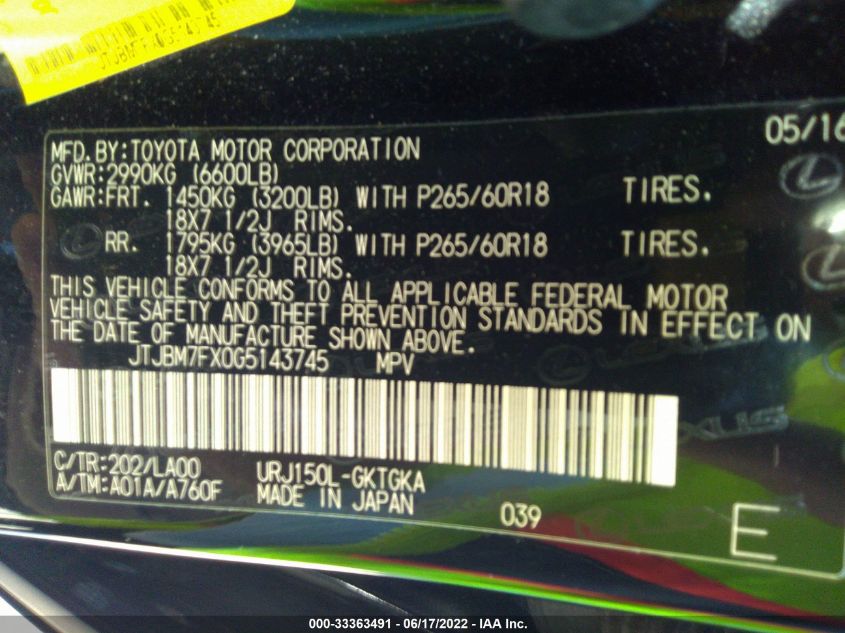 JTJBM7FX0G5143745
05/16
MFD.BY:TOYOTA MOTOR CORPORATION
GVWR:2990KG (6600LB)
GAWR:FRT. 1450KG (3200LB) WITH P265/60R18 TIRES.
18X7 1/2J RIMS.
RR. 1795KG (3965LB) WITH P265/60R18 TIRES.
18X7 1/2J RIMS.
THIS VEHICLE CONFORMS TO ALL APPLICABLE FEDERAL MOTOR
VEHICLE SAFETY AND THEFT PREVENTION STANDARDS IN EFFECT ON
THE DATE OF MANUFACTURE SHOWN ABOVE.
JTJBM7FX0G5143745 MPV
C/TR:202/LA00 URJ150L-GKTGKA
A/TM:A01A/A760F MADE IN JAPAN
039
E
000-33363491 - 06/17/2022 - IAA Inc.